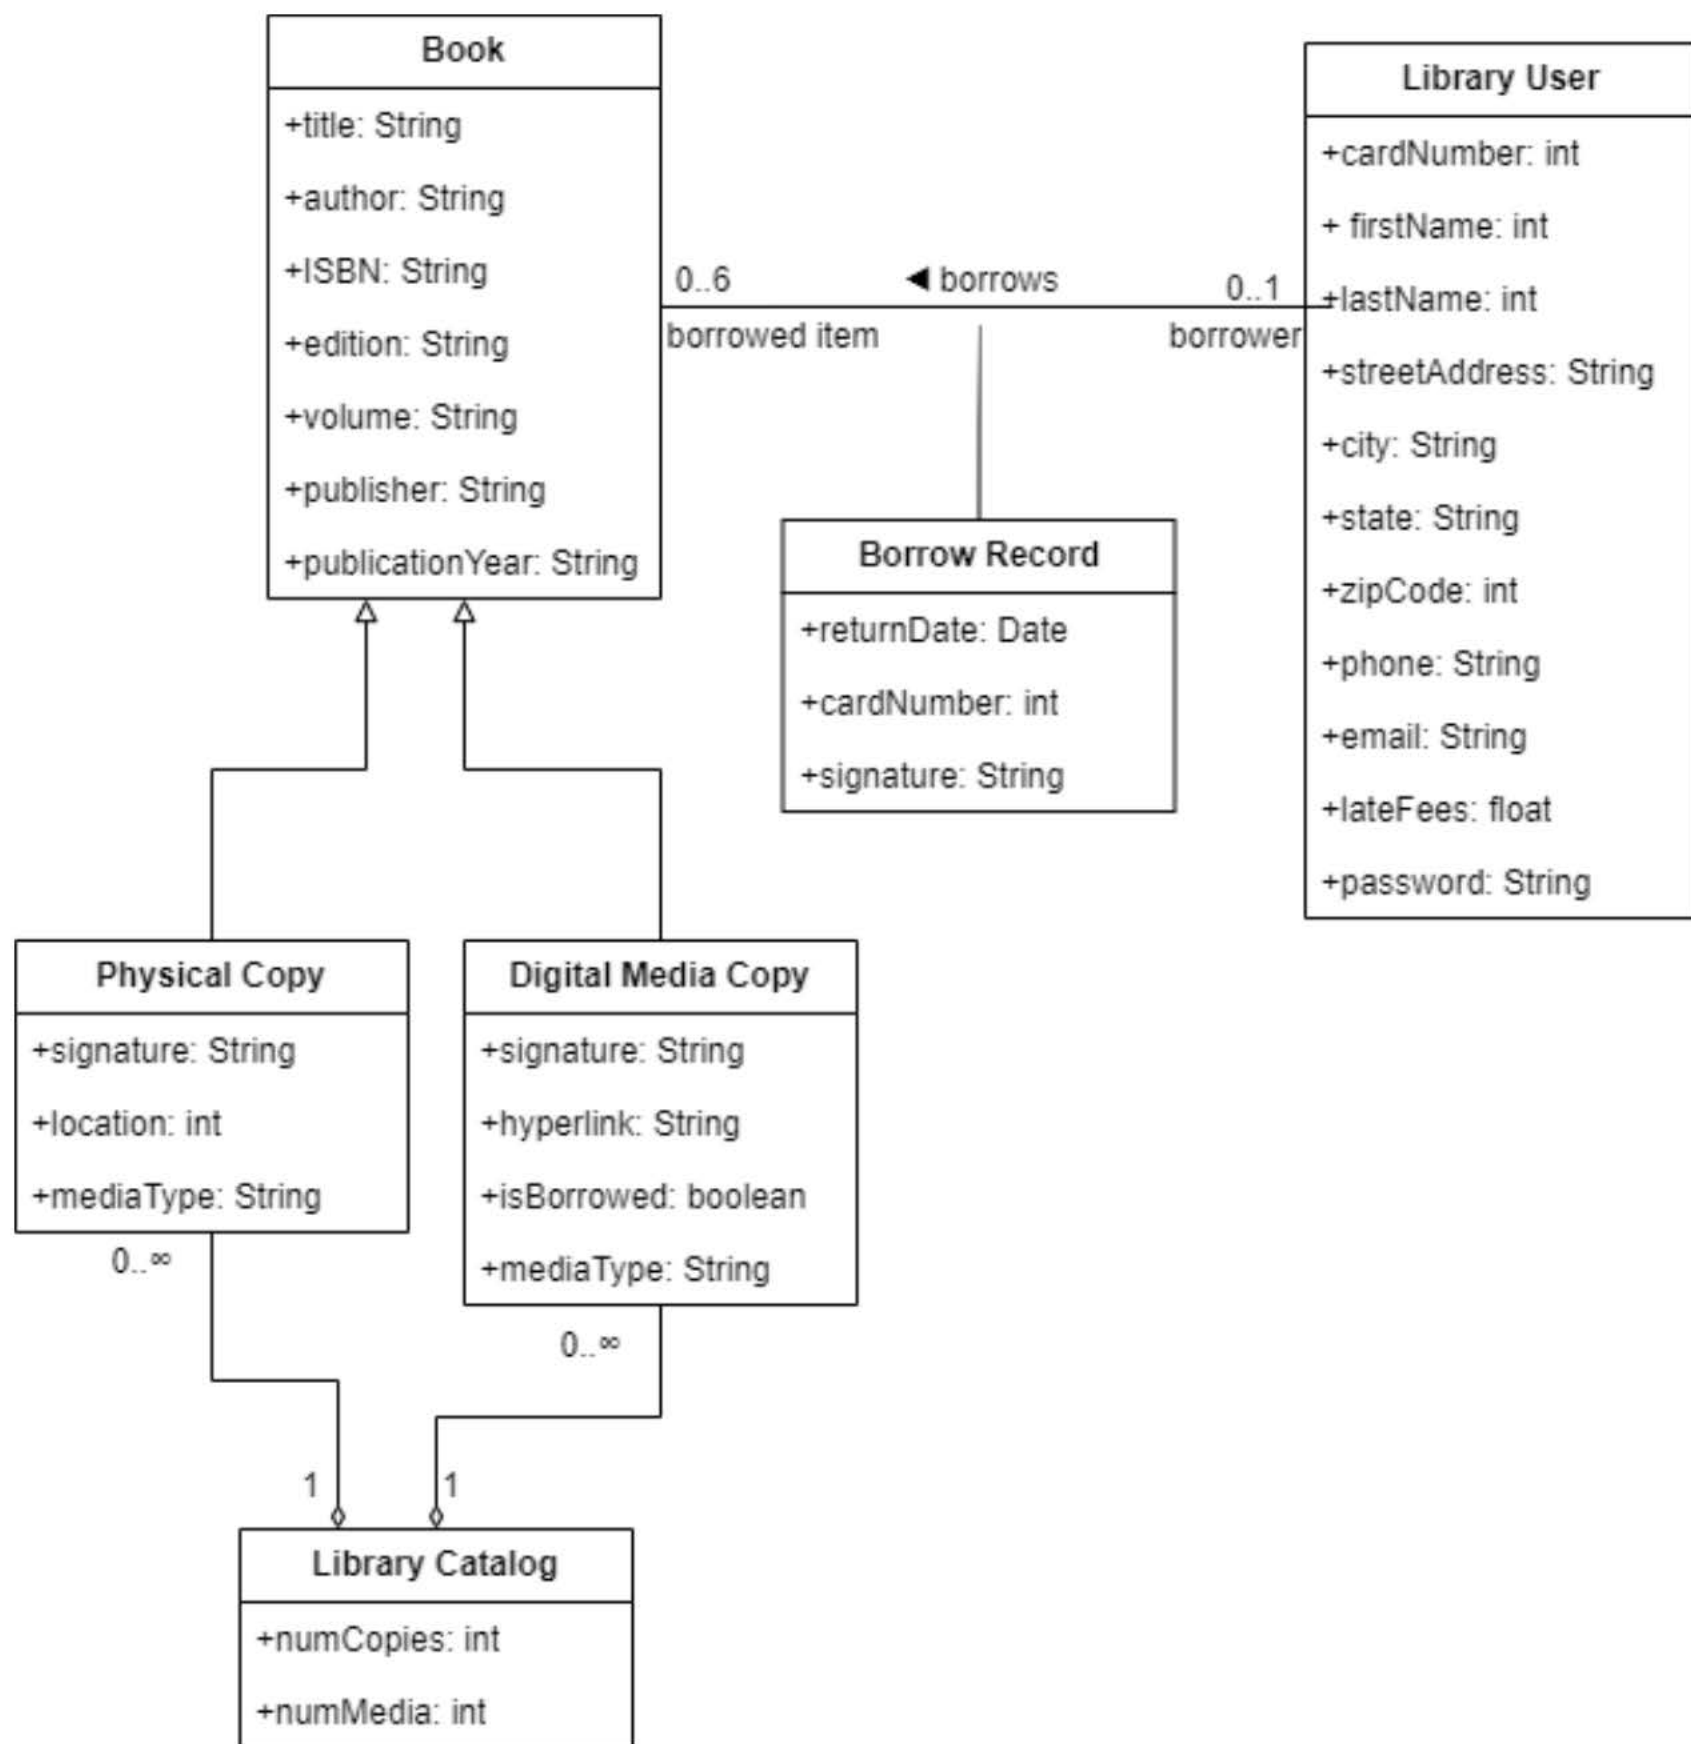 Book
+title: String
+author: String
+ISBN: String
+edition: String
+volume: String
+publisher: String
+publicationYear: String
0..6
◀ borrows
0..1
borrowed item
borrower
Library User
+cardNumber: int
+ firstName: int
+lastName: int
+streetAddress: String
+city: String
+state: String
+zipCode: int
+phone: String
+email: String
+lateFees: float
+password: String
Borrow Record
+returnDate: Date
+cardNumber: int
+signature: String
Physical Copy
+signature: String
+location: int
+mediaType: String
0..∞
Digital Media Copy
+signature: String
+hyperlink: String
+isBorrowed: boolean
+mediaType: String
0..∞
1
1
Library Catalog
+numCopies: int
+numMedia: int